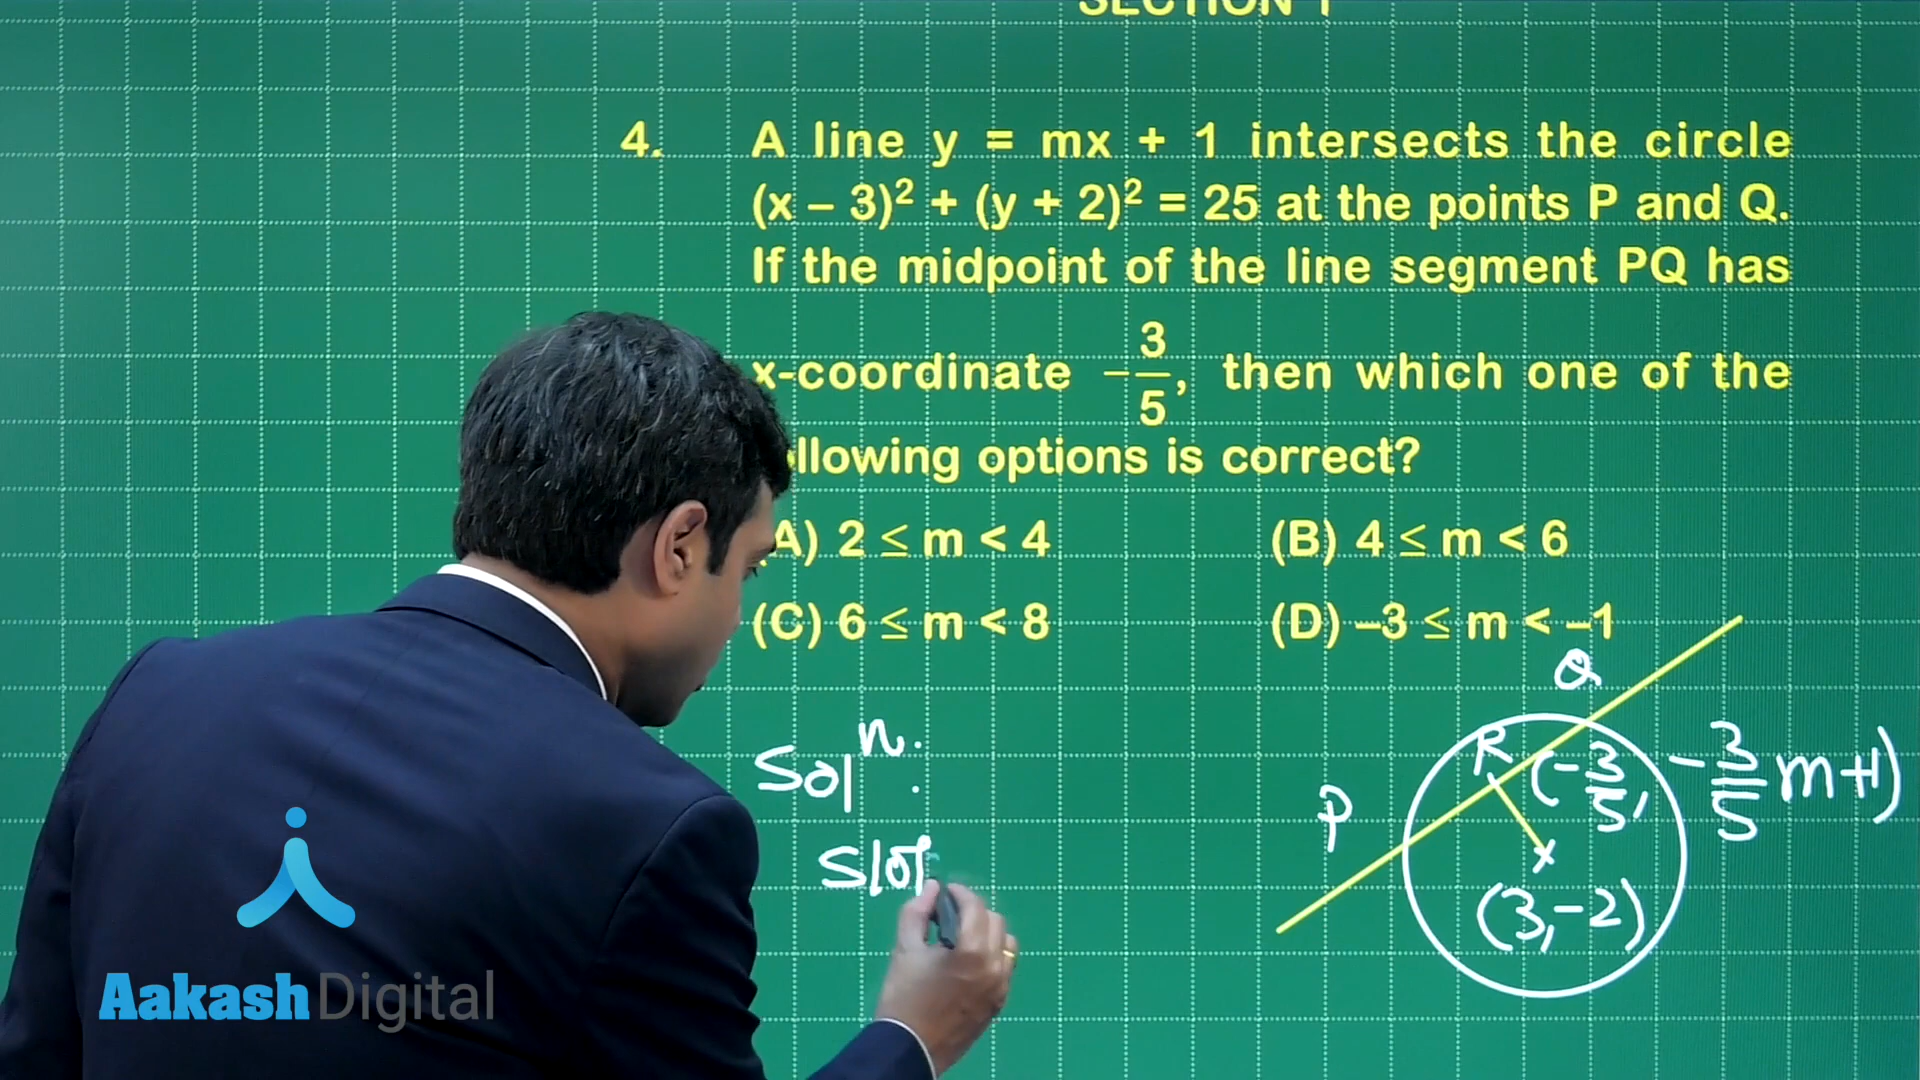 SECTION 1
4. A line y = mx + 1 intersects the circle
(x – 3)² + (y + 2)² = 25 at the points P and Q.
If the midpoint of the line segment PQ has
x-coordinate –3/5, then which one of the
llowing options is correct?
A) 2 ≤ m < 4 (B) 4 ≤ m < 6
(C) 6 ≤ m < 8 (D) –3 ≤ m < –1
Solⁿ:
Slop
Q
R (-3/5, -3/5 m+1)
P
(3,-2)
Aakash Digital